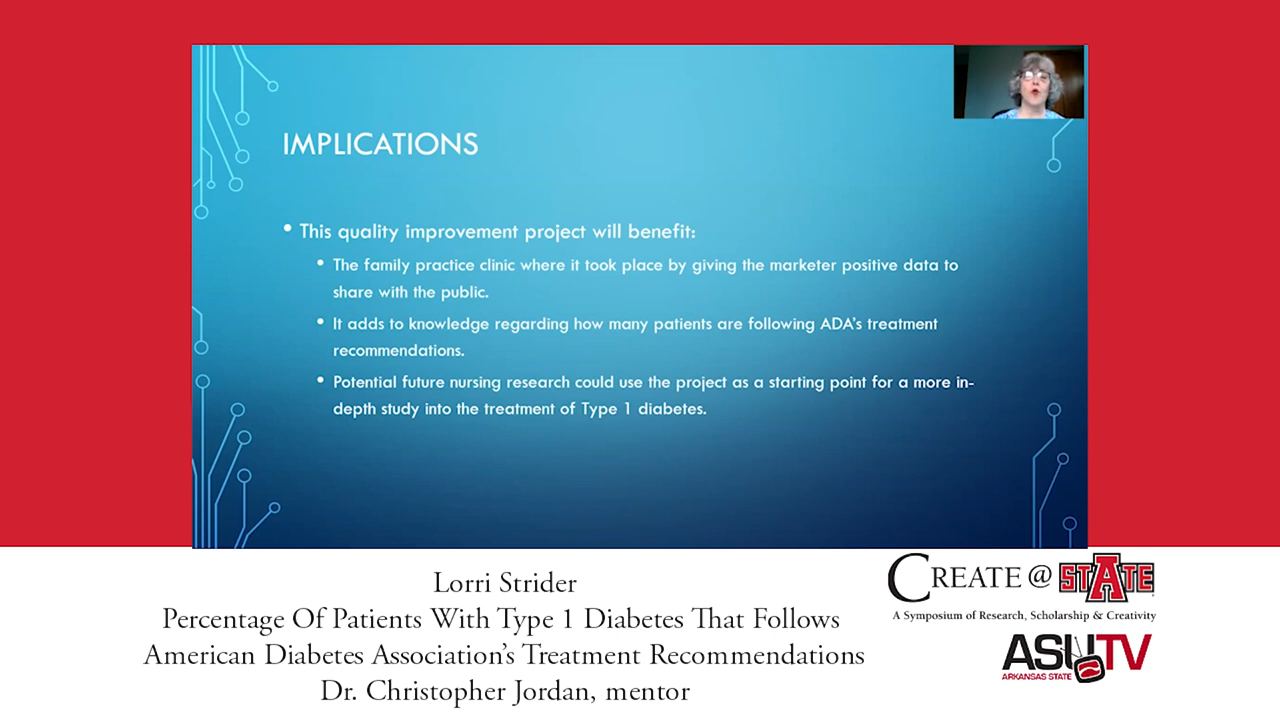 IMPLICATIONS
• This quality improvement project will benefit:
• The family practice clinic where it took place by giving the marketer positive data to
share with the public.
• It adds to knowledge regarding how many patients are following ADA's treatment
recommendations.
• Potential future nursing research could use the project as a starting point for a more in-
depth study into the treatment of Type 1 diabetes.
Lorri Strider
Percentage Of Patients With Type 1 Diabetes That Follows
American Diabetes Association's Treatment Recommendations
Dr. Christopher Jordan, mentor
CREATE @ STATE
A Symposium of Research, Scholarship & Creativity
ASUTV
ARKANSAS STATE